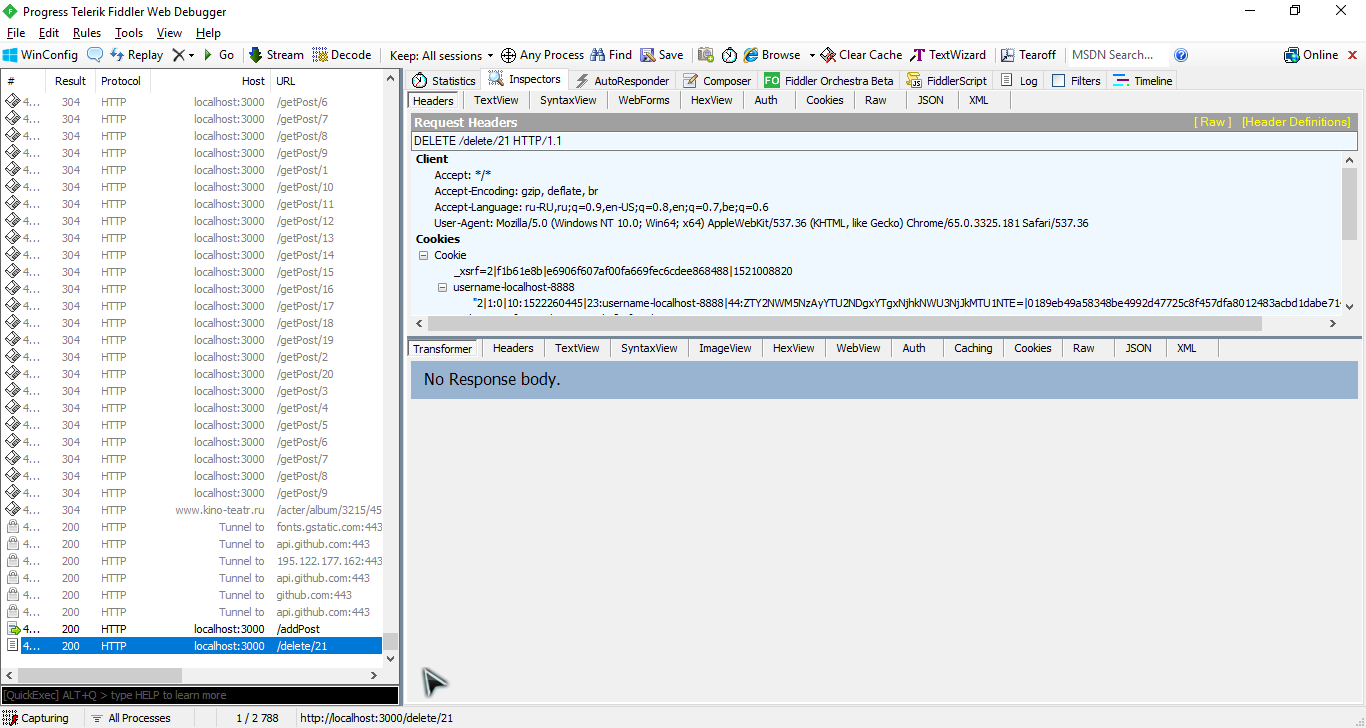 Progress Telerik Fiddler Web Debugger
File Edit Rules Tools View Help
WinConfig Replay Go Stream Decode Keep: All sessions Any Process Find Save Browse Clear Cache TextWizard Tearoff MSDN Search... Online
# Result Protocol Host URL
4... 304 HTTP localhost:3000 /getPost/6
4... 304 HTTP localhost:3000 /getPost/7
4... 304 HTTP localhost:3000 /getPost/8
4... 304 HTTP localhost:3000 /getPost/9
4... 304 HTTP localhost:3000 /getPost/1
4... 304 HTTP localhost:3000 /getPost/10
4... 304 HTTP localhost:3000 /getPost/11
4... 304 HTTP localhost:3000 /getPost/12
4... 304 HTTP localhost:3000 /getPost/13
4... 304 HTTP localhost:3000 /getPost/14
4... 304 HTTP localhost:3000 /getPost/15
4... 304 HTTP localhost:3000 /getPost/16
4... 304 HTTP localhost:3000 /getPost/17
4... 304 HTTP localhost:3000 /getPost/18
4... 304 HTTP localhost:3000 /getPost/19
4... 304 HTTP localhost:3000 /getPost/2
4... 304 HTTP localhost:3000 /getPost/20
4... 304 HTTP localhost:3000 /getPost/3
4... 304 HTTP localhost:3000 /getPost/4
4... 304 HTTP localhost:3000 /getPost/5
4... 304 HTTP localhost:3000 /getPost/6
4... 304 HTTP localhost:3000 /getPost/7
4... 304 HTTP localhost:3000 /getPost/8
4... 304 HTTP localhost:3000 /getPost/9
4... 304 HTTP www.kino-teatr.ru /acter/album/3215/45
4... 200 HTTP Tunnel to fonts.gstatic.com:443
4... 200 HTTP Tunnel to api.github.com:443
4... 200 HTTP Tunnel to 195.122.177.162:443
4... 200 HTTP Tunnel to api.github.com:443
4... 200 HTTP Tunnel to github.com:443
4... 200 HTTP Tunnel to api.github.com:443
4... 200 HTTP localhost:3000 /addPost
4... 200 HTTP localhost:3000 /delete/21
[QuickExec] ALT+Q > type HELP to learn more
Statistics Inspectors AutoResponder Composer FO Fiddler Orchestra Beta FiddlerScript Log Filters Timeline
Headers TextView SyntaxView WebForms HexView Auth Cookies Raw JSON XML
Request Headers [ Raw ] [Header Definitions]
DELETE /delete/21 HTTP/1.1
Client
Accept: */*
Accept-Encoding: gzip, deflate, br
Accept-Language: ru-RU,ru;q=0.9,en-US;q=0.8,en;q=0.7,be;q=0.6
User-Agent: Mozilla/5.0 (Windows NT 10.0; Win64; x64) AppleWebKit/537.36 (KHTML, like Gecko) Chrome/65.0.3325.181 Safari/537.36
Cookies
Cookie
_xsrf=2|f1b61e8b|e6906f607af00fa669fec6cdee868488|1521008820
username-localhost-8888
"2|1:0|10:1522260445|23:username-localhost-8888|44:ZTY2NWM5NzAyYTU2NDgxYTgxNjhkNWU3NjJkMTU1NTE=|0189eb49a58348be4992d47725c8f457dfa8012483acbd1dabe71
Transformer Headers TextView SyntaxView ImageView HexView WebView Auth Caching Cookies Raw JSON XML
No Response body.
Capturing All Processes 1 / 2 788 http://localhost:3000/delete/21